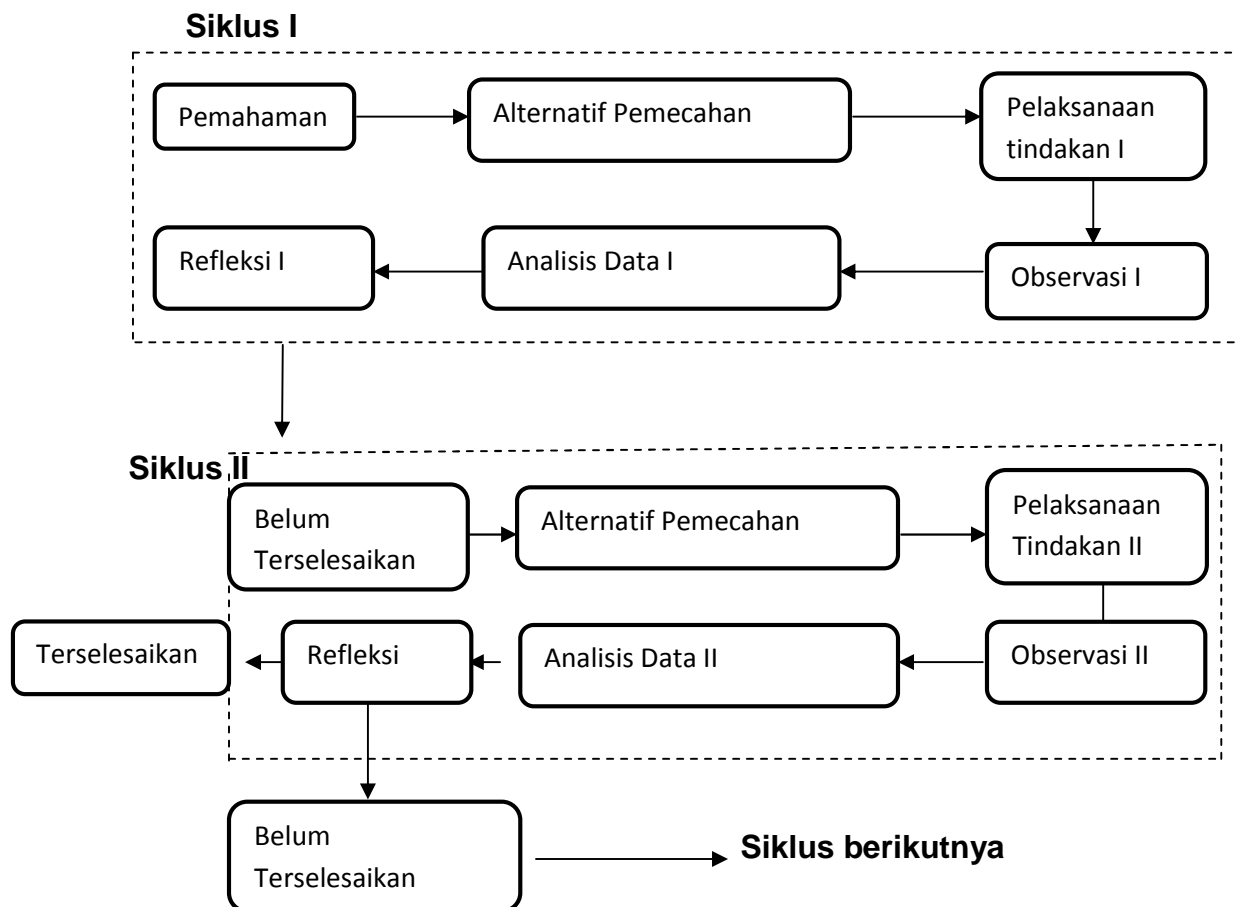 Siklus I
Pemahaman
Alternatif Pemecahan
Pelaksanaan
tindakan I
Refleksi I
Analisis Data I
Observasi I
Siklus II
Belum
Terselesaikan
Alternatif Pemecahan
Pelaksanaan
Tindakan II
Terselesaikan
Refleksi
Analisis Data II
Observasi II
Belum
Terselesaikan
Siklus berikutnya